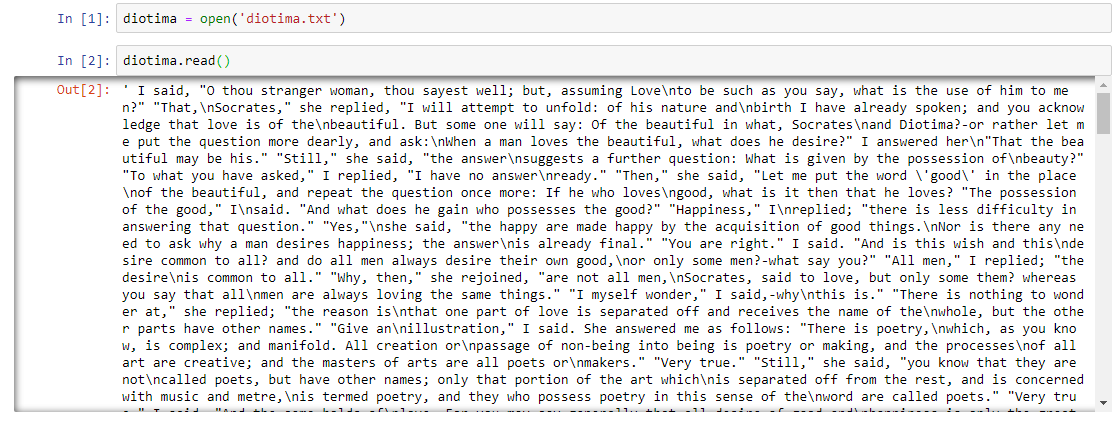 In [1]: diotima = open('diotima.txt')
In [2]: diotima.read()
Out[2]: ' I said, "O thou stranger woman, thou sayest well; but, assuming Love\nto be such as you say, what is the use of him to me
n?" "That,\nSocrates," she replied, "I will attempt to unfold: of his nature and\nbirth I have already spoken; and you acknow
ledge that love is of the\nbeautiful. But some one will say: Of the beautiful in what, Socrates\nand Diotima?-or rather let m
e put the question more dearly, and ask:\nWhen a man loves the beautiful, what does he desire?" I answered her\n"That the bea
utiful may be his." "Still," she said, "the answer\nsuggests a further question: What is given by the possession of\nbeauty?"
"To what you have asked," I replied, "I have no answer\nready." "Then," she said, "Let me put the word \'good\' in the place
\nof the beautiful, and repeat the question once more: If he who loves\ngood, what is it then that he loves? "The possession
of the good," I\nsaid. "And what does he gain who possesses the good?" "Happiness," I\nreplied; "there is less difficulty in
answering that question." "Yes,"\nshe said, "the happy are made happy by the acquisition of good things.\nNor is there any ne
ed to ask why a man desires happiness; the answer\nis already final." "You are right." I said. "And is this wish and this\nde
sire common to all? and do all men always desire their own good,\nor only some men?-what say you?" "All men," I replied; "the
desire\nis common to all." "Why, then," she rejoined, "are not all men,\nSocrates, said to love, but only some them? whereas
you say that all\nmen are always loving the same things." "I myself wonder," I said,-why\nthis is." "There is nothing to wond
er at," she replied; "the reason is\nthat one part of love is separated off and receives the name of the\nwhole, but the othe
r parts have other names." "Give an\nillustration," I said. She answered me as follows: "There is poetry,\nwhich, as you kno
w, is complex; and manifold. All creation or\npassage of non-being into being is poetry or making, and the processes\nof all
art are creative; and the masters of arts are all poets or\nmakers." "Very true." "Still," she said, "you know that they are
not\ncalled poets, but have other names; only that portion of the art which\nis separated off from the rest, and is concerned
with music and metre,\nis termed poetry, and they who possess poetry in this sense of the\nword are called poets." "Very tru